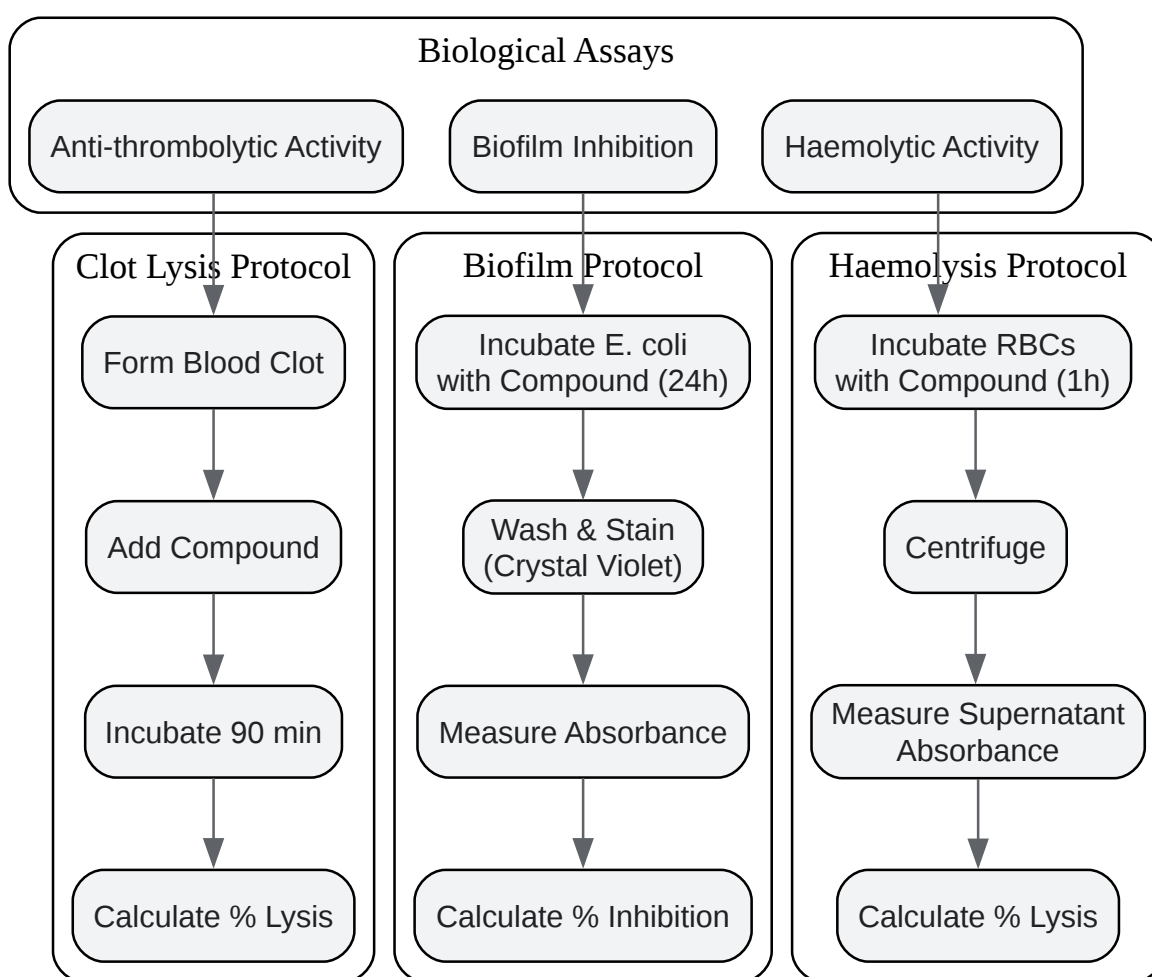 Biological Assays
Anti-thrombolytic Activity
Biofilm Inhibition
Haemolytic Activity
Clot Lysis Protocol
Form Blood Clot
Add Compound
Incubate 90 min
Calculate % Lysis
Biofilm Protocol
Incubate E. coli
with Compound (24h)
Wash & Stain
(Crystal Violet)
Measure Absorbance
Calculate % Inhibition
Haemolysis Protocol
Incubate RBCs
with Compound (1h)
Centrifuge
Measure Supernatant
Absorbance
Calculate % Lysis